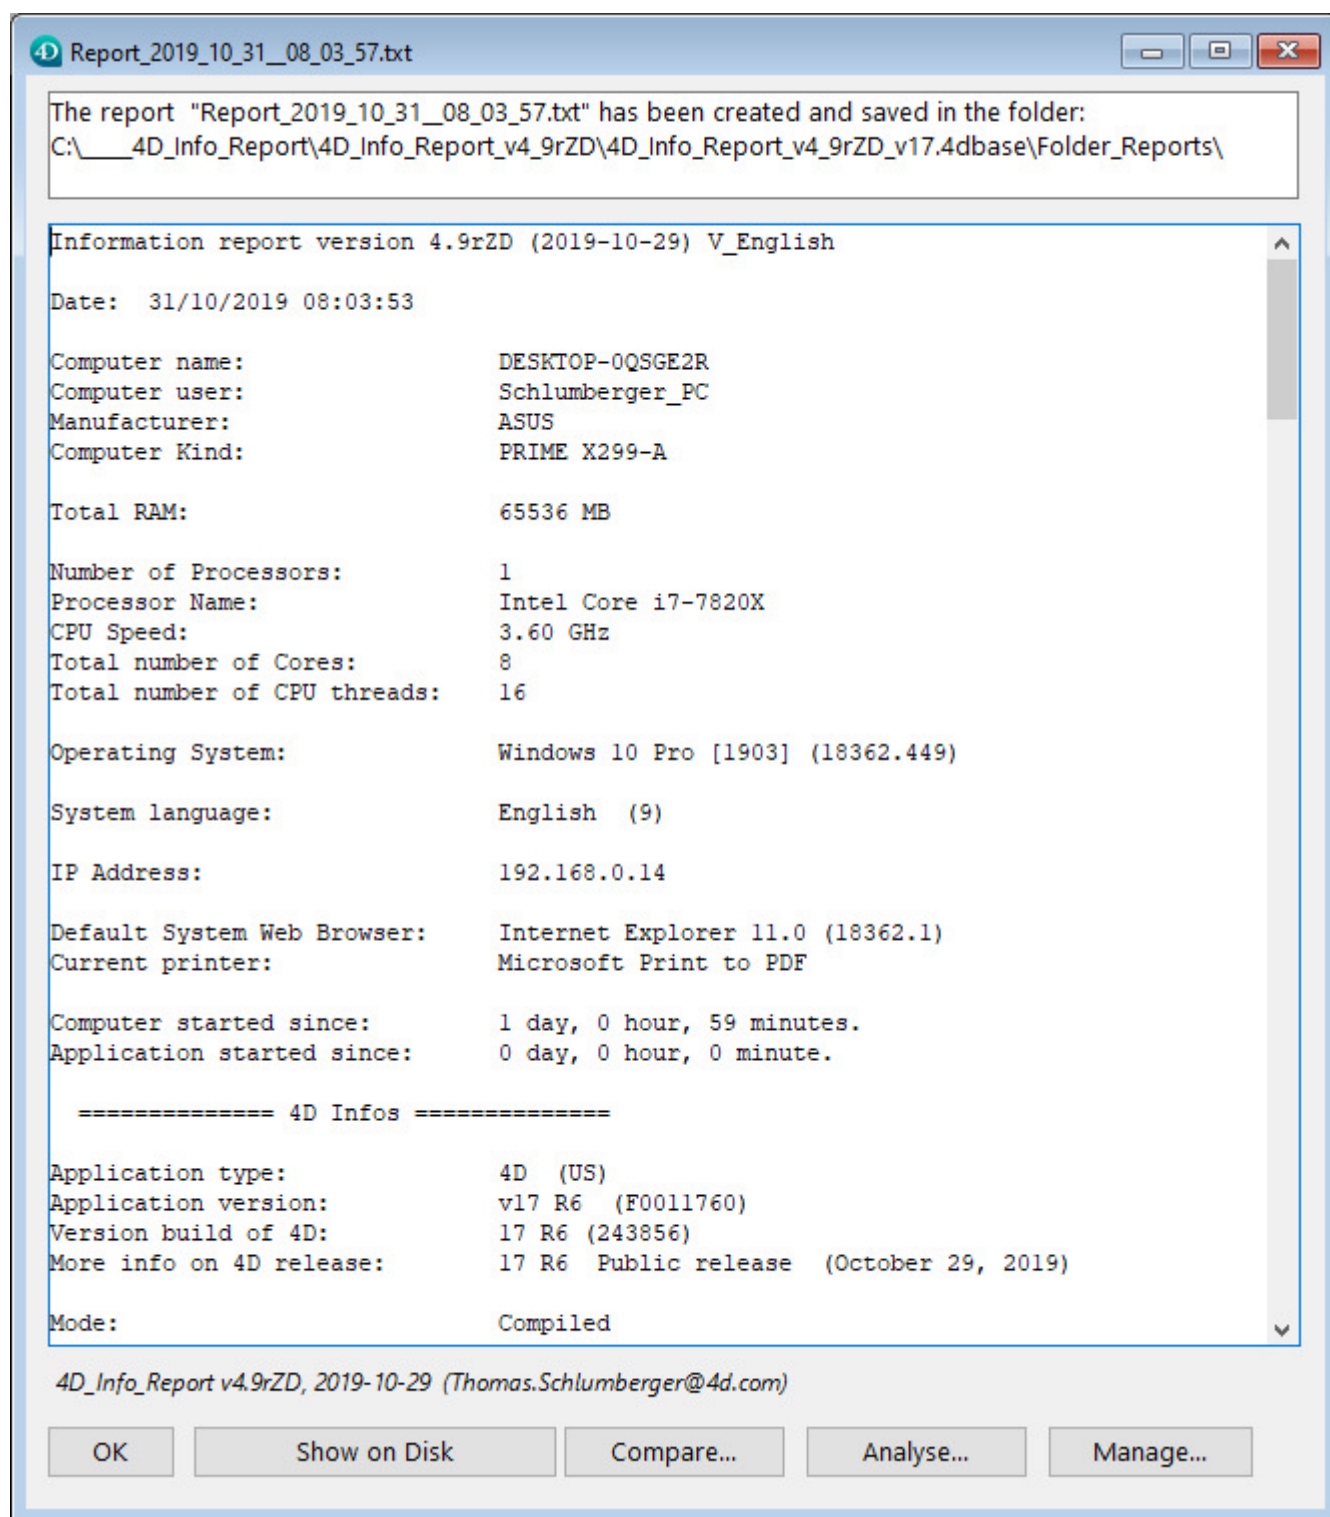 4D Report_2019_10_31__08_03_57.txt
The report "Report_2019_10_31__08_03_57.txt" has been created and saved in the folder:
C:\____4D_Info_Report\4D_Info_Report_v4_9rZD\4D_Info_Report_v4_9rZD_v17.4dbase\Folder_Reports\
Information report version 4.9rZD (2019-10-29) V_English
Date: 31/10/2019 08:03:53
Computer name: DESKTOP-0QSGE2R
Computer user: Schlumberger_PC
Manufacturer: ASUS
Computer Kind: PRIME X299-A
Total RAM: 65536 MB
Number of Processors: 1
Processor Name: Intel Core i7-7820X
CPU Speed: 3.60 GHz
Total number of Cores: 8
Total number of CPU threads: 16
Operating System: Windows 10 Pro [1903] (18362.449)
System language: English (9)
IP Address: 192.168.0.14
Default System Web Browser: Internet Explorer 11.0 (18362.1)
Current printer: Microsoft Print to PDF
Computer started since: 1 day, 0 hour, 59 minutes.
Application started since: 0 day, 0 hour, 0 minute.
============== 4D Infos ==============
Application type: 4D (US)
Application version: v17 R6 (F0011760)
Version build of 4D: 17 R6 (243856)
More info on 4D release: 17 R6 Public release (October 29, 2019)
Mode: Compiled
4D_Info_Report v4.9rZD, 2019-10-29 (Thomas.Schlumberger@4d.com)
OK Show on Disk Compare... Analyse... Manage...